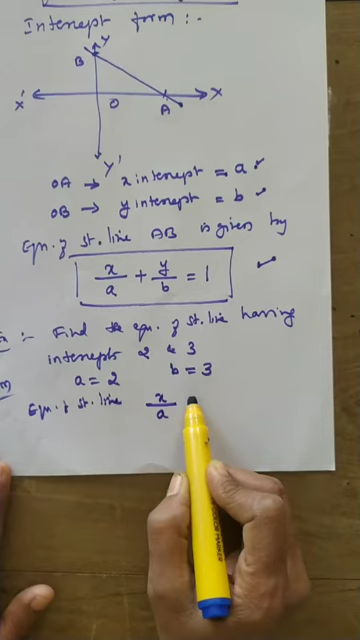 Intercept form :-
B
Y
X'
O
A
X
Y'
OA → x intercept = a ✓
OB → y intercept = b ✓
Eqn. of st. line AB is given by
x/a + y/b = 1 ✓
:- Find the eqn. of st. line having
intercepts 2 & 3
a = 2 b = 3
Eqn. of st. line x/a
MARKER